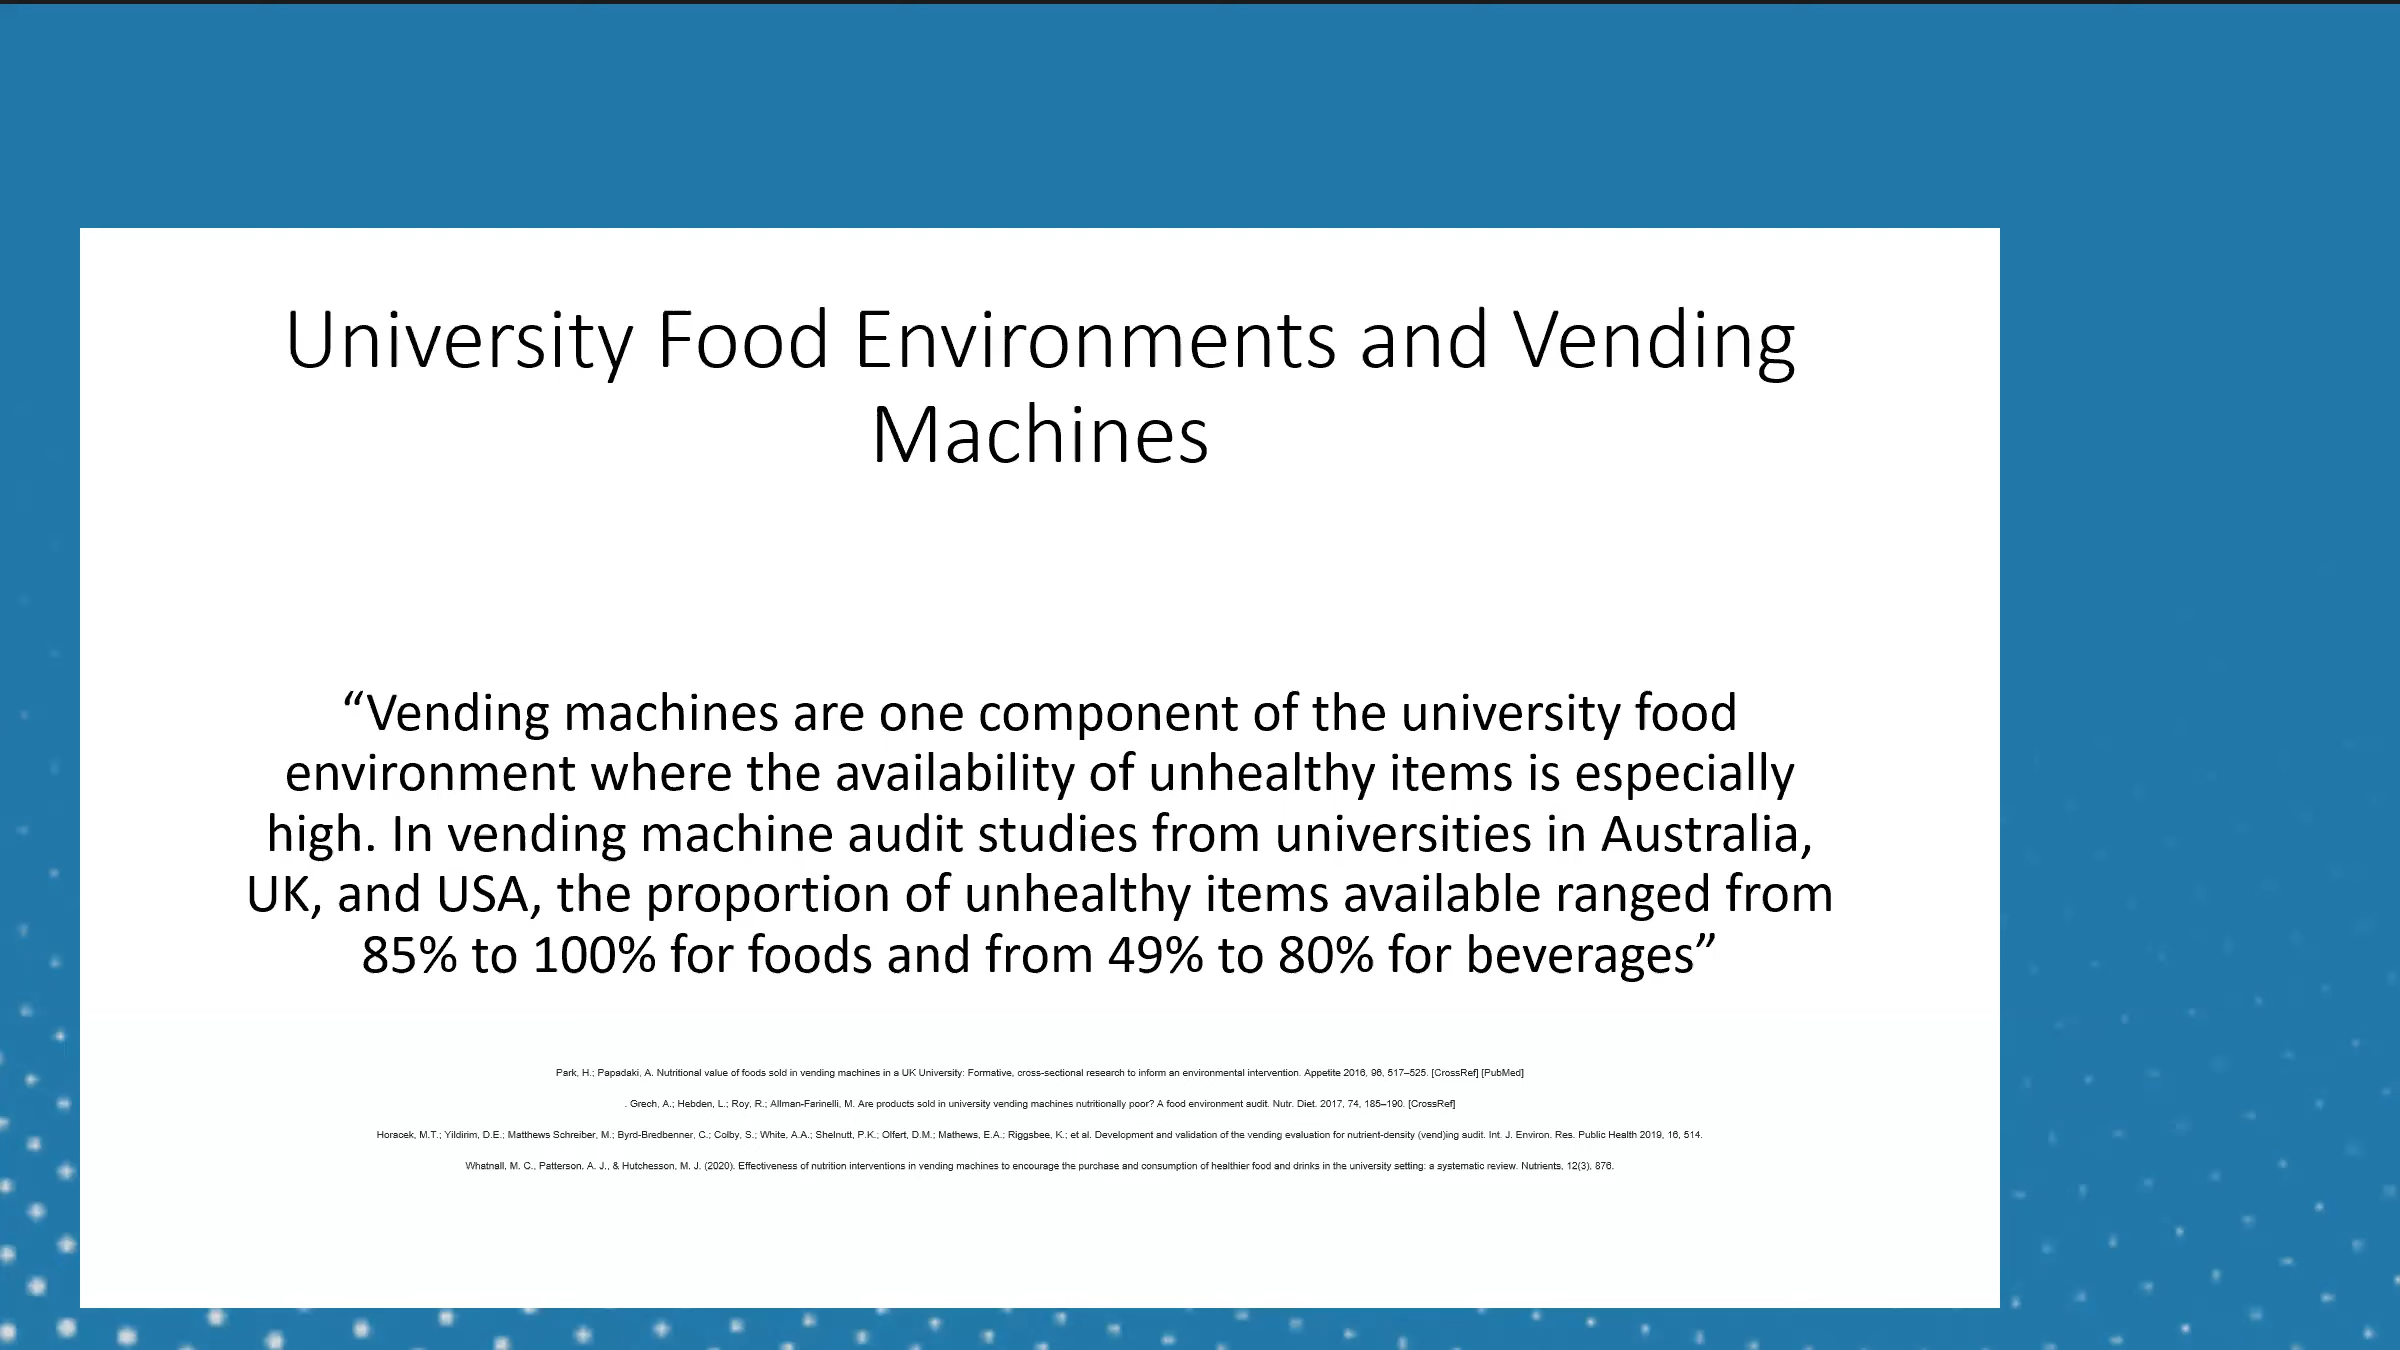 University Food Environments and Vending
Machines
“Vending machines are one component of the university food
environment where the availability of unhealthy items is especially
high. In vending machine audit studies from universities in Australia,
UK, and USA, the proportion of unhealthy items available ranged from
85% to 100% for foods and from 49% to 80% for beverages”
Park, H.; Papadaki, A. Nutritional value of foods sold in vending machines in a UK University: Formative, cross-sectional research to inform an environmental intervention. Appetite 2016, 96, 517–525. [CrossRef] [PubMed]
. Grech, A.; Hebden, L.; Roy, R.; Allman-Farinelli, M. Are products sold in university vending machines nutritionally poor? A food environment audit. Nutr. Diet. 2017, 74, 185–190. [CrossRef]
Horacek, M.T.; Yildirim, D.E.; Matthews Schreiber, M.; Byrd-Bredbenner, C.; Colby, S.; White, A.A.; Shelnutt, P.K.; Olfert, D.M.; Mathews, E.A.; Riggsbee, K.; et al. Development and validation of the vending evaluation for nutrient-density (vend)ing audit. Int. J. Environ. Res. Public Health 2019, 16, 514.
Whatnall, M. C., Patterson, A. J., & Hutchesson, M. J. (2020). Effectiveness of nutrition interventions in vending machines to encourage the purchase and consumption of healthier food and drinks in the university setting: a systematic review. Nutrients, 12(3), 876.